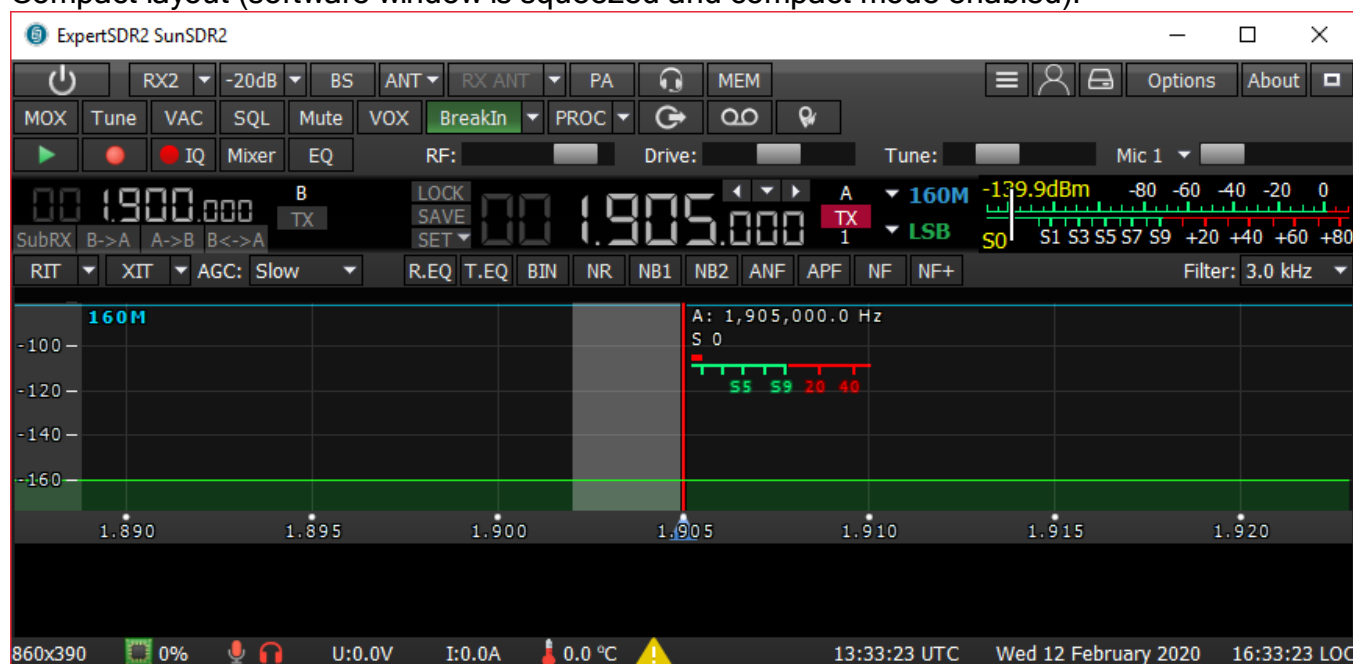 Compact layout (software window is squeezed and compact mode enabled):
ExpertSDR2 SunSDR2
RX2 -20dB BS ANT RX ANT PA MEM Options About
MOX Tune VAC SQL Mute VOX BreakIn PROC
IQ Mixer EQ RF: Drive: Tune: Mic 1
00 1.900.000 B TX LOCK SAVE SET 00 1.905.000 A TX 1 160M LSB -139.9dBm -80 -60 -40 -20 0
SubRX B->A A->B B<->A S0 S1 S3 S5 S7 S9 +20 +40 +60 +80
RIT XIT AGC: Slow R.EQ T.EQ BIN NR NB1 NB2 ANF APF NF NF+ Filter: 3.0 kHz
160M A: 1,905,000.0 Hz
-100 S 0
-120 S5 S9 20 40
-140
-160
1.890 1.895 1.900 1.905 1.910 1.915 1.920
860x390 0% U:0.0V I:0.0A 0.0 °C 13:33:23 UTC Wed 12 February 2020 16:33:23 LOC